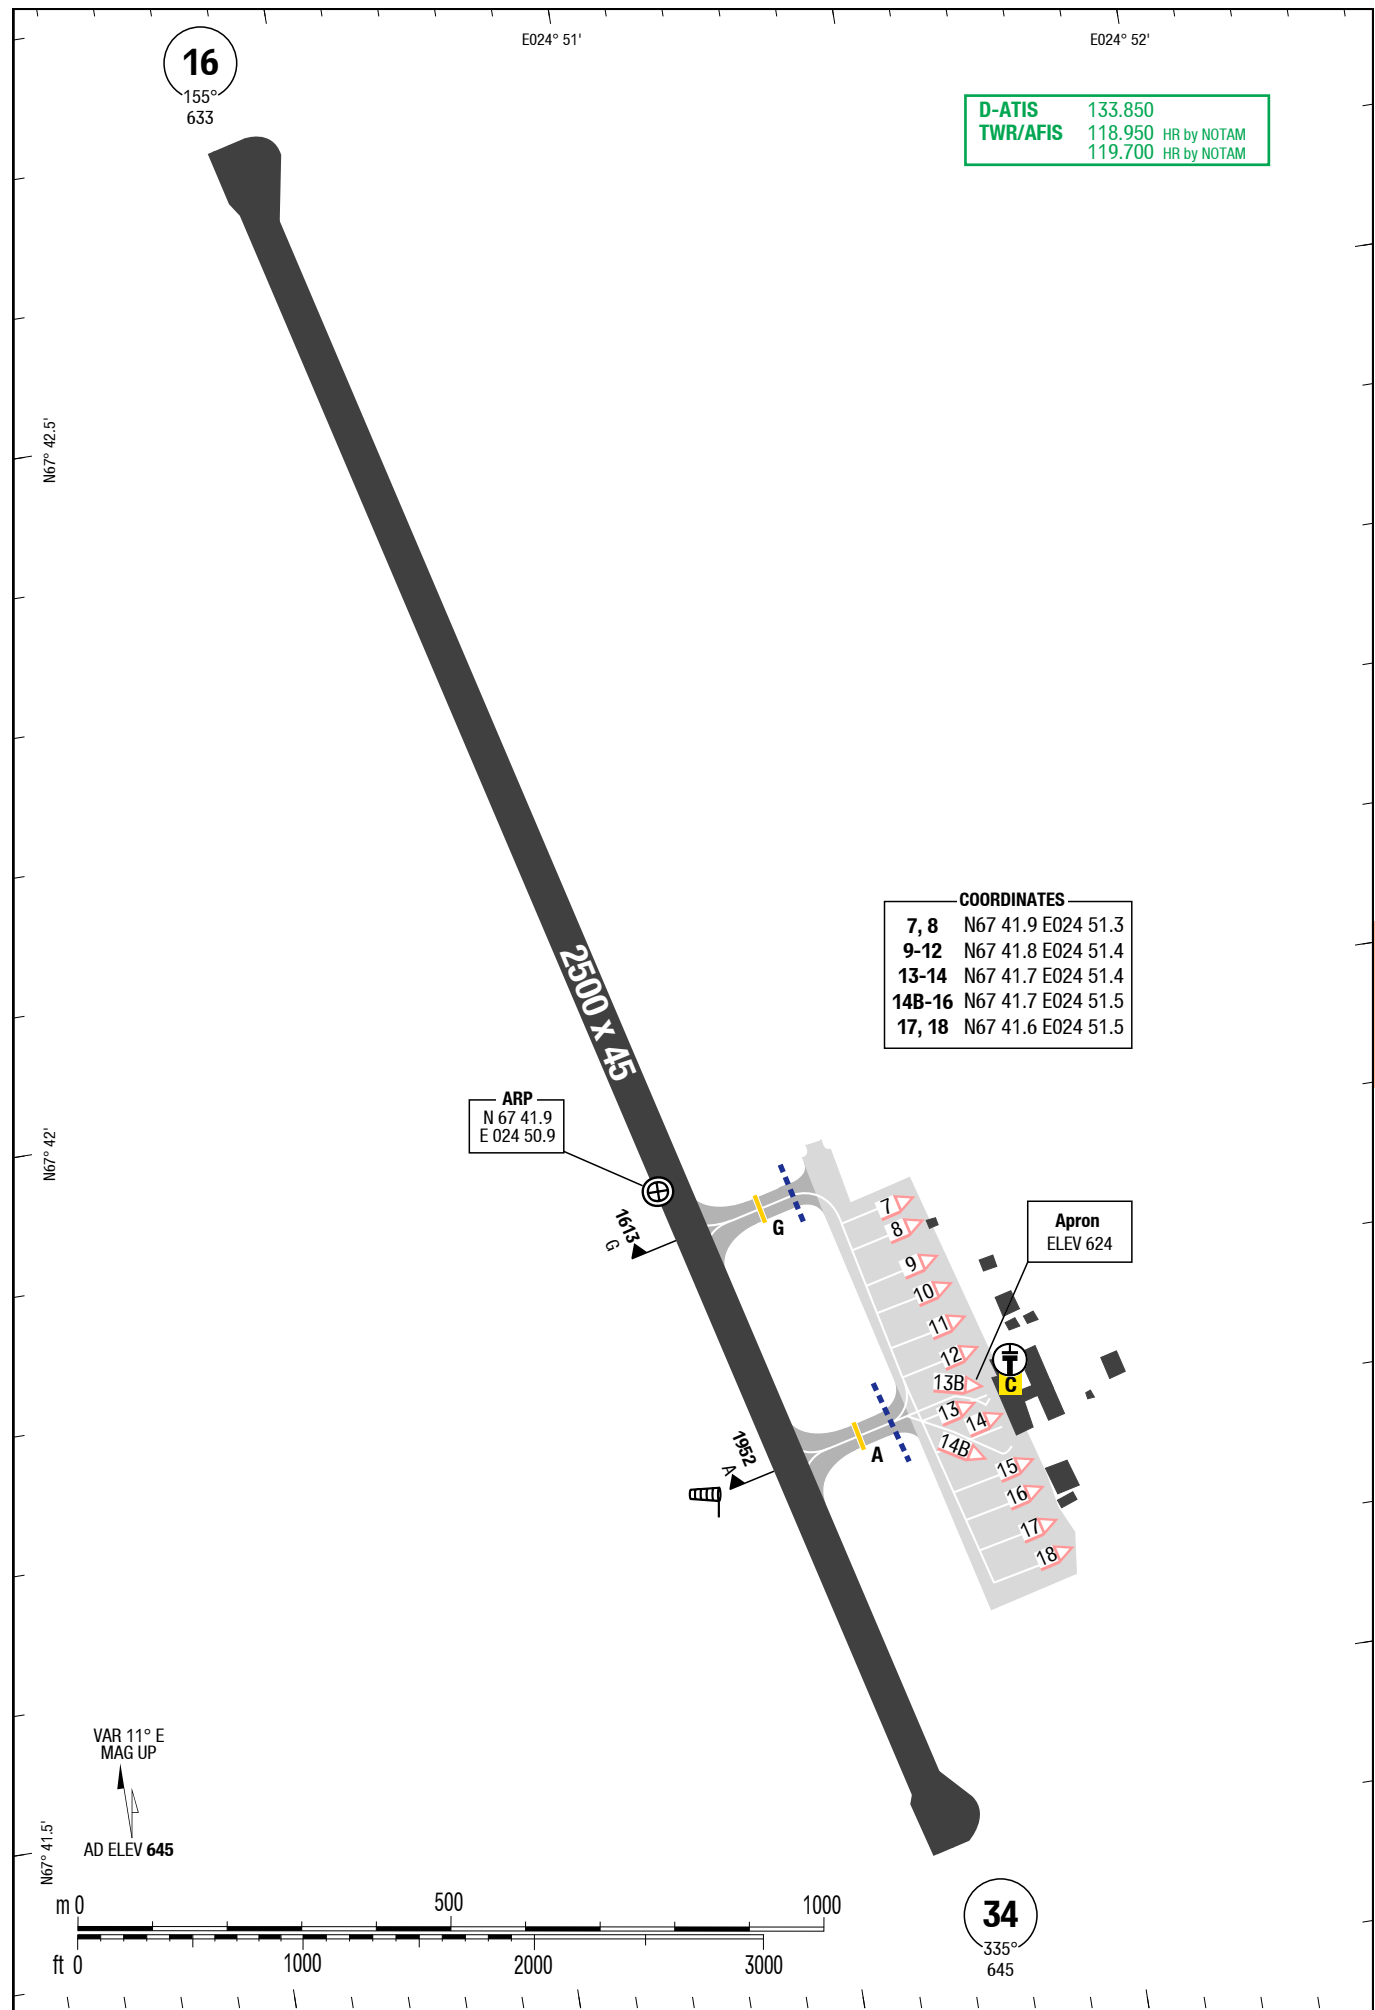 E024° 51'
E024° 52'
16
155°
633
D-ATIS 133.850
TWR/AFIS 118.950 HR by NOTAM
119.700 HR by NOTAM
N67° 42.5'
COORDINATES
7, 8 N67 41.9 E024 51.3
9-12 N67 41.8 E024 51.4
13-14 N67 41.7 E024 51.4
14B-16 N67 41.7 E024 51.5
17, 18 N67 41.6 E024 51.5
2500 x 45
ARP
N 67 41.9
E 024 50.9
N67° 42'
1613
G
G
7
8
9
10
11
12
13B
13
14
14B
15
16
17
18
Apron
ELEV 624
C
1952
A
A
VAR 11° E
MAG UP
AD ELEV 645
N67° 41.5'
m 0 500 1000
ft 0 1000 2000 3000
34
335°
645